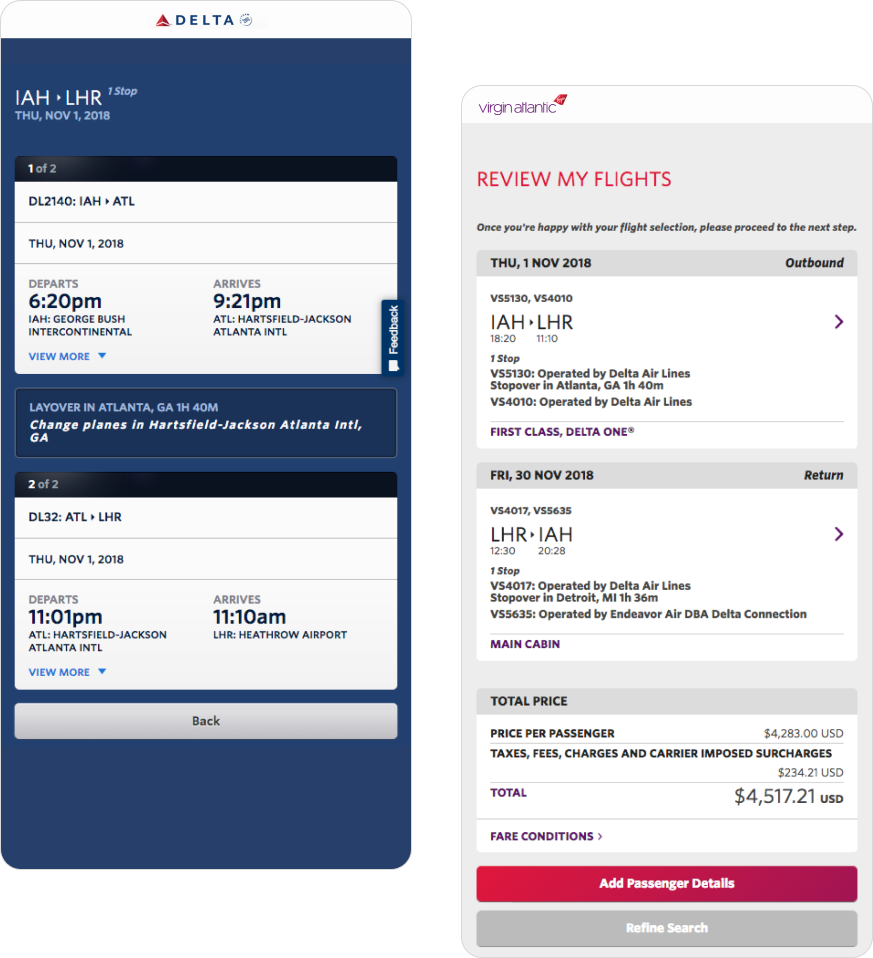 DELTA
IAH ‣ LHR 1 Stop
THU, NOV 1, 2018
1 of 2
DL2140: IAH ‣ ATL
THU, NOV 1, 2018
DEPARTS ARRIVES
6:20pm 9:21pm
IAH: GEORGE BUSH ATL: HARTSFIELD-JACKSON
INTERCONTINENTAL ATLANTA INTL
VIEW MORE
Feedback
LAYOVER IN ATLANTA, GA 1H 40M
Change planes in Hartsfield-Jackson Atlanta Intl,
GA
2 of 2
DL32: ATL ‣ LHR
THU, NOV 1, 2018
DEPARTS ARRIVES
11:01pm 11:10am
ATL: HARTSFIELD-JACKSON LHR: HEATHROW AIRPORT
ATLANTA INTL
VIEW MORE
Back
virgin atlantic
REVIEW MY FLIGHTS
Once you're happy with your flight selection, please proceed to the next step.
THU, 1 NOV 2018 Outbound
VS5130, VS4010
IAH ‣ LHR
18:20 11:10
1 Stop
VS5130: Operated by Delta Air Lines
Stopover in Atlanta, GA 1h 40m
VS4010: Operated by Delta Air Lines
FIRST CLASS, DELTA ONE®
FRI, 30 NOV 2018 Return
VS4017, VS5635
LHR ‣ IAH
12:30 20:28
1 Stop
VS4017: Operated by Delta Air Lines
Stopover in Detroit, MI 1h 36m
VS5635: Operated by Endeavor Air DBA Delta Connection
MAIN CABIN
TOTAL PRICE
PRICE PER PASSENGER $4,283.00 USD
TAXES, FEES, CHARGES AND CARRIER IMPOSED SURCHARGES
$234.21 USD
TOTAL $4,517.21 USD
FARE CONDITIONS >
Add Passenger Details
Refine Search